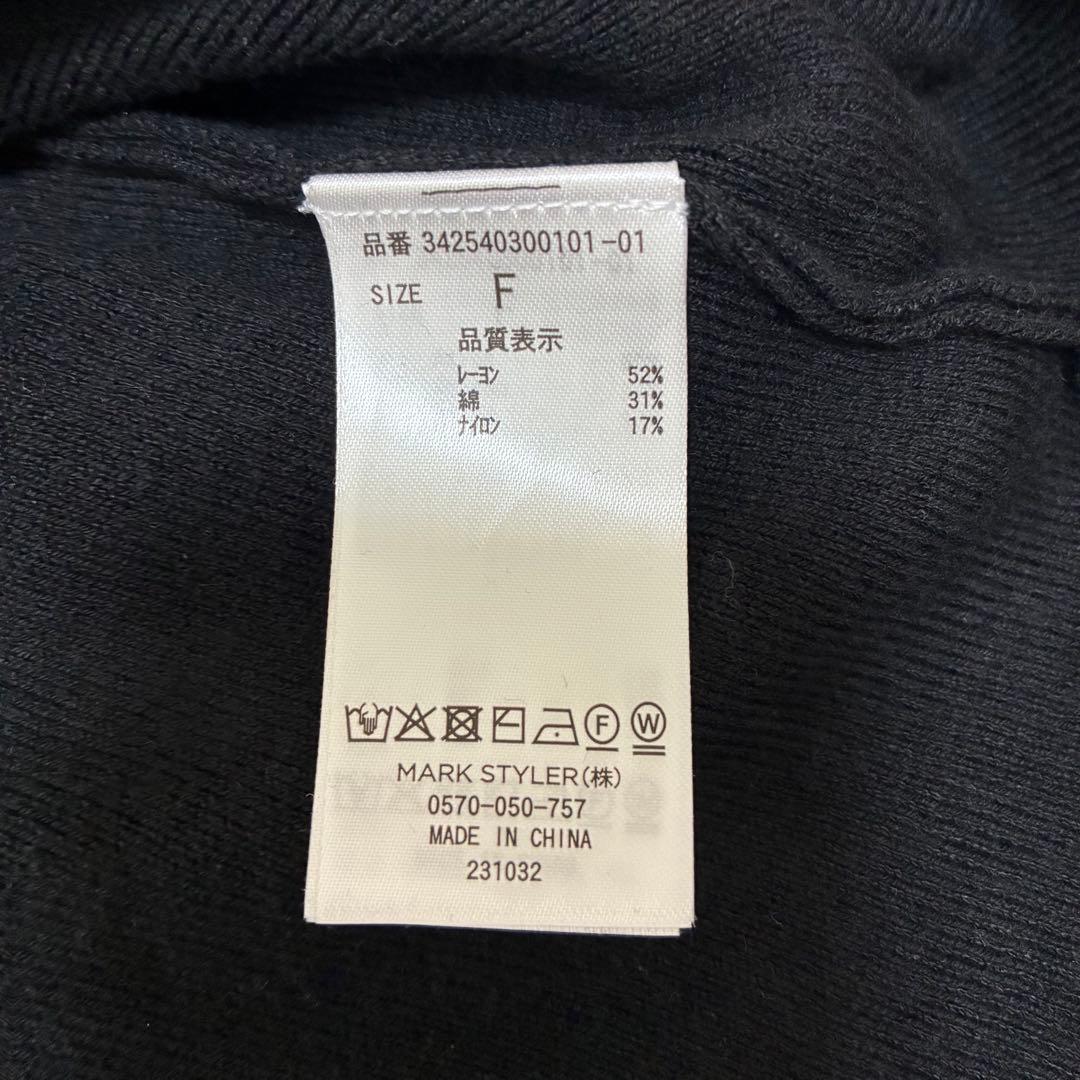 品番 342540300101-01
SIZE F
品質表示
レーヨン 52%
綿 31%
ナイロン 17%
F W
MARK STYLER(株)
0570-050-757
MADE IN CHINA
231032